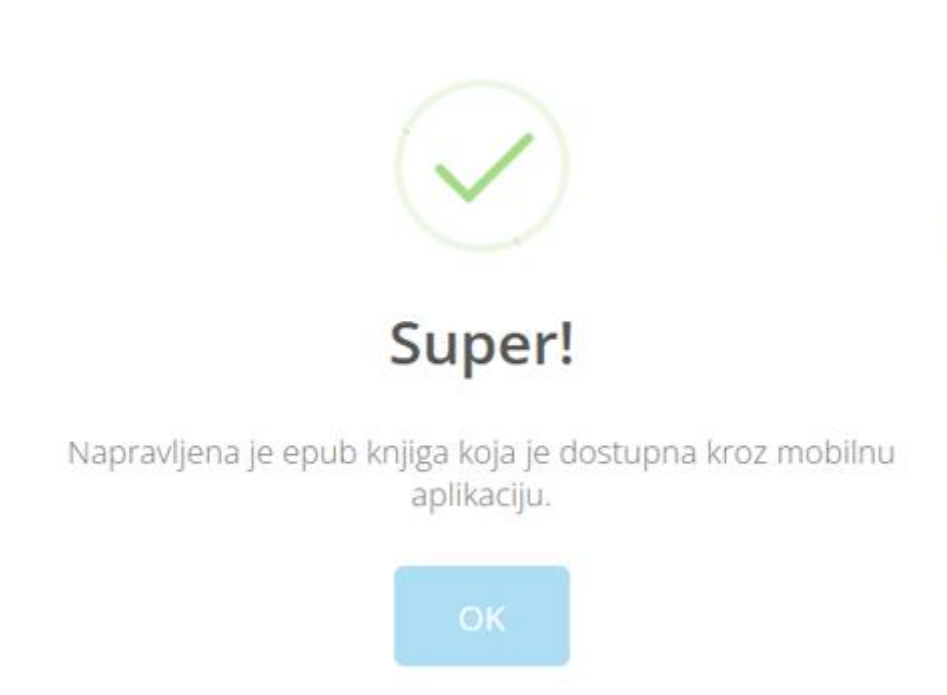 Super!
Napravljena je epub knjiga koja je dostupna kroz mobilnu
aplikaciju.
OK